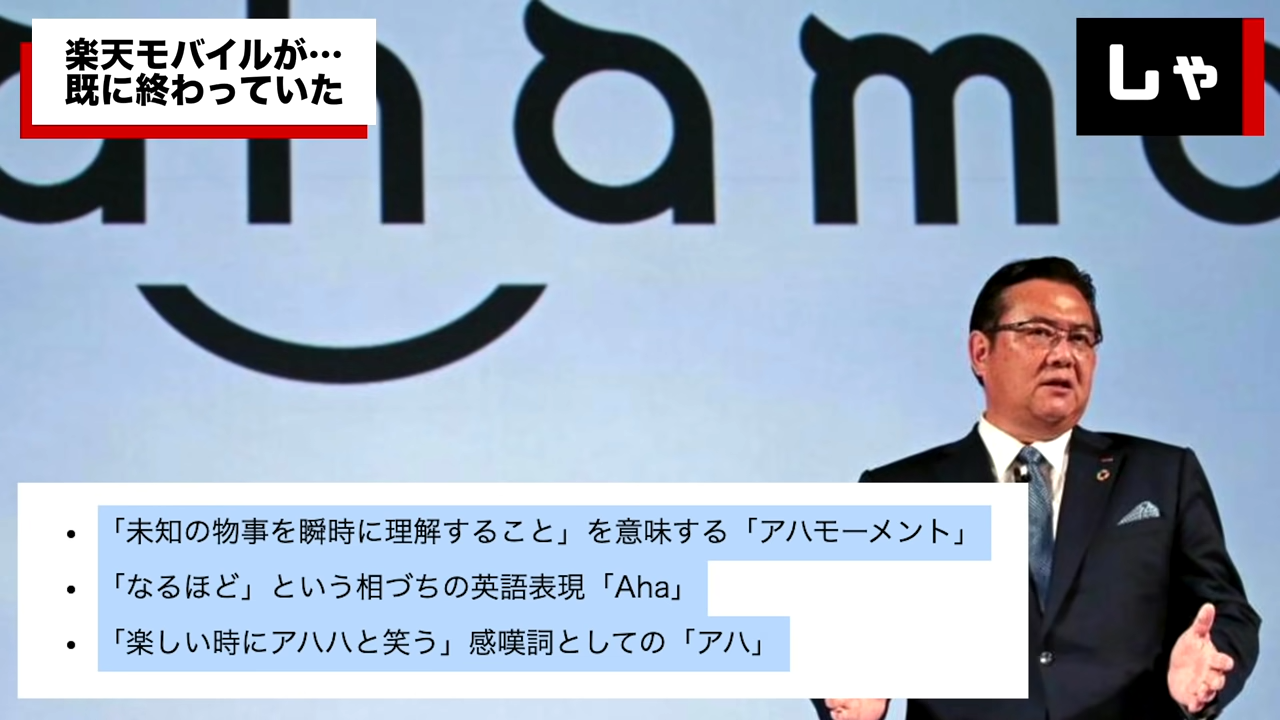 楽天モバイルが…
既に終わっていた
しゃ
ahamo
• 「未知の物事を瞬時に理解すること」を意味する「アハモーメント」
• 「なるほど」という相づちの英語表現「Aha」
• 「楽しい時にアハハと笑う」感嘆詞としての「アハ」